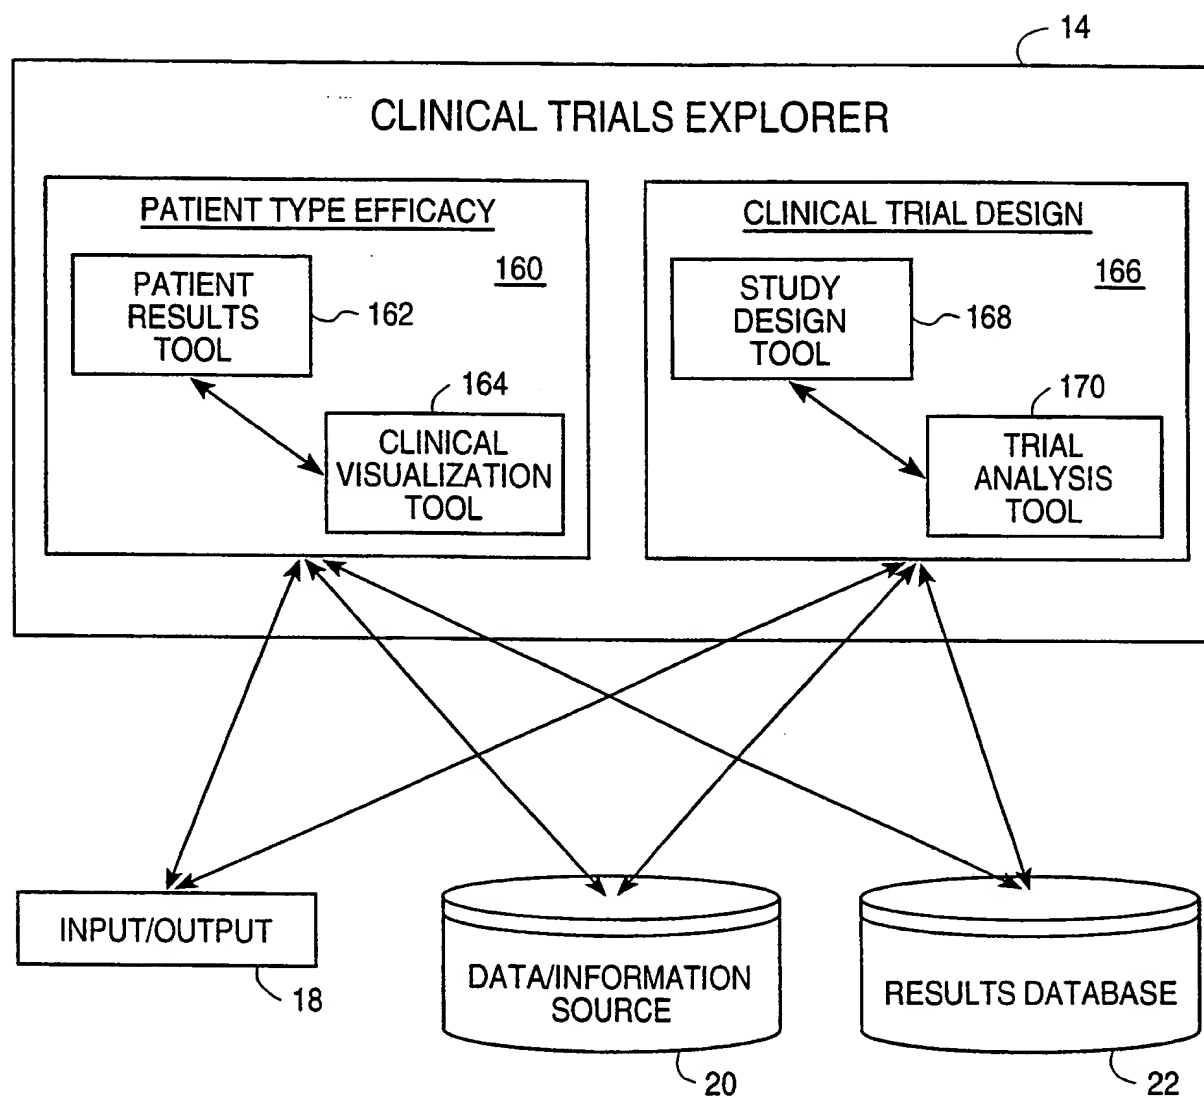 14
CLINICAL TRIALS EXPLORER
PATIENT TYPE EFFICACY
160
PATIENT
RESULTS
TOOL
162
164
CLINICAL
VISUALIZATION
TOOL
CLINICAL TRIAL DESIGN
166
STUDY
DESIGN
TOOL
168
170
TRIAL
ANALYSIS
TOOL
INPUT/OUTPUT
18
DATA/INFORMATION
SOURCE
20
RESULTS DATABASE
22